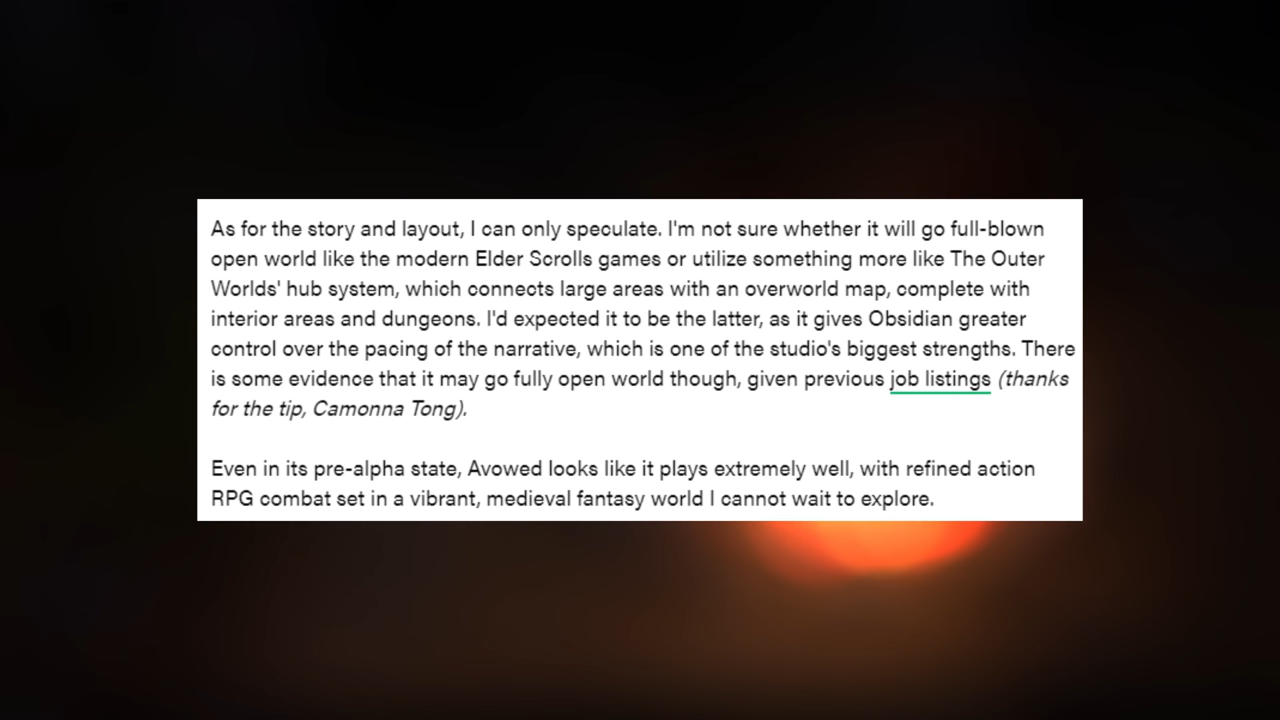 As for the story and layout, I can only speculate. I'm not sure whether it will go full-blown
open world like the modern Elder Scrolls games or utilize something more like The Outer
Worlds' hub system, which connects large areas with an overworld map, complete with
interior areas and dungeons. I'd expected it to be the latter, as it gives Obsidian greater
control over the pacing of the narrative, which is one of the studio's biggest strengths. There
is some evidence that it may go fully open world though, given previous job listings (thanks
for the tip, Camonna Tong).
Even in its pre-alpha state, Avowed looks like it plays extremely well, with refined action
RPG combat set in a vibrant, medieval fantasy world I cannot wait to explore.